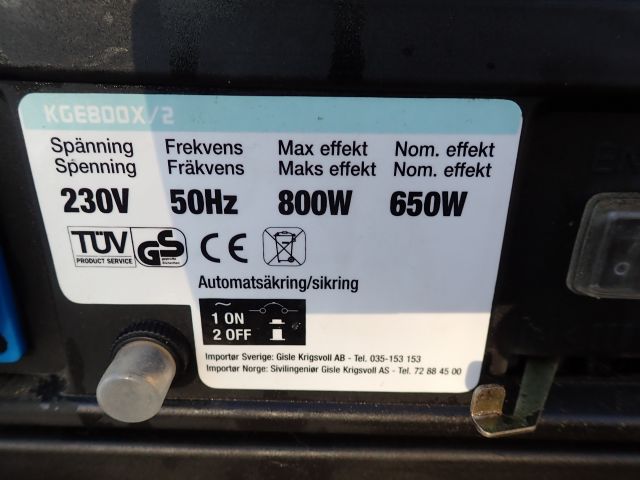 KGE800X/2
Spänning Frekvens Max effekt Nom. effekt
Spenning Fräkvens Maks effekt Nom. effekt
230V 50Hz 800W 650W
TÜV GS CE
PRODUCT SERVICE geprüfte Sicherheit
Automatsäkring/sikring
1 ON
2 OFF
Importør Sverige: Gisle Krigsvoll AB - Tel. 035-153 153
Importør Norge: Sivilingeniør Gisle Krigsvoll AS - Tel. 72 88 45 00